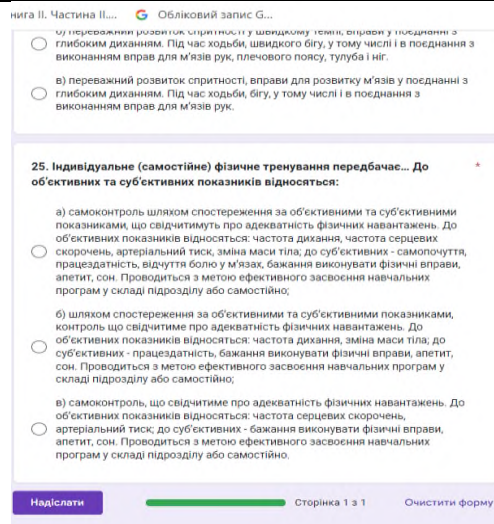 нига II. Частина II....
Обліковий запис G...
б) переважний розвиток спритності у швидкому темпі, вправи у поєднанні з
глибоким диханням. Під час ходьби, швидкого бігу, у тому числі і в поєднання з
виконанням вправ для м'язів рук, плечового поясу, тулуба і ніг.
в) переважний розвиток спритності, вправи для розвитку м'язів у поєднанні з
глибоким диханням. Під час ходьби, бігу, у тому числі і в поєднання з
виконанням вправ для м'язів рук.
25. Індивідуальне (самостійне) фізичне тренування передбачає... До *
об'єктивних та суб'єктивних показників відносяться:
а) самоконтроль шляхом спостереження за об'єктивними та суб'єктивними
показниками, що свідчитимуть про адекватність фізичних навантажень. До
об'єктивних показників відносяться: частота дихання, частота серцевих
скорочень, артеріальний тиск, зміна маси тіла; до суб'єктивних - самопочуття,
працездатність, відчуття болю у м'язах, бажання виконувати фізичні вправи,
апетит, сон. Проводиться з метою ефективного засвоєння навчальних
програм у складі підрозділу або самостійно;
б) шляхом спостереження за об'єктивними та суб'єктивними показниками,
контроль що свідчитиме про адекватність фізичних навантажень. До
об'єктивних показників відносяться: частота дихання, зміна маси тіла; до
суб'єктивних - працездатність, бажання виконувати фізичні вправи, апетит,
сон. Проводиться з метою ефективного засвоєння навчальних програм у
складі підрозділу або самостійно;
в) самоконтроль, що свідчитиме про адекватність фізичних навантажень. До
об'єктивних показників відносяться: частота серцевих скорочень,
артеріальний тиск; до суб'єктивних - бажання виконувати фізичні вправи,
апетит, сон. Проводиться з метою ефективного засвоєння навчальних
програм у складі підрозділу або самостійно.
Надіслати
Сторінка 1 з 1
Очистити форму